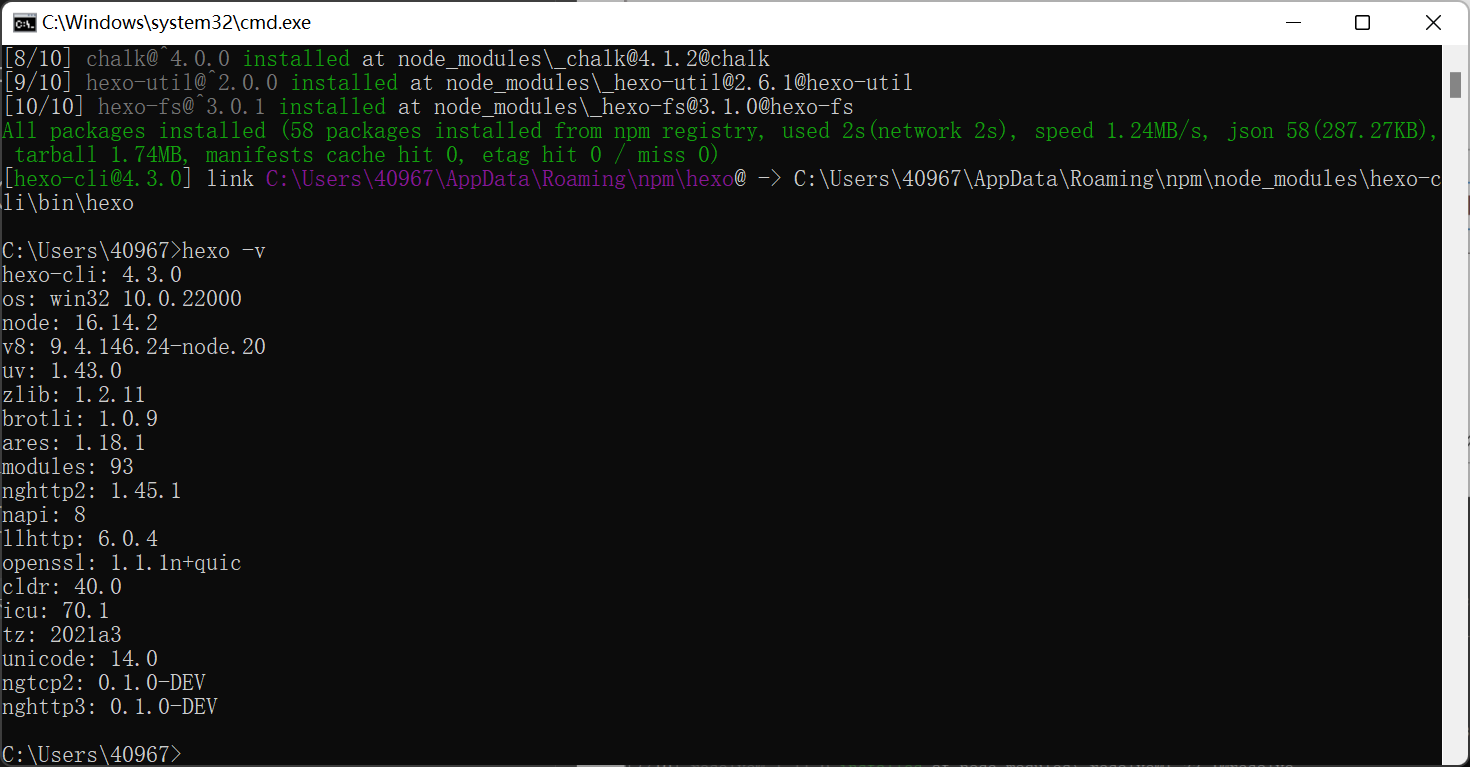 C:\Windows\system32\cmd.exe
[8/10] chalk@^4.0.0 installed at node_modules\_chalk@4.1.2@chalk
[9/10] hexo-util@^2.0.0 installed at node_modules\_hexo-util@2.6.1@hexo-util
[10/10] hexo-fs@^3.0.1 installed at node_modules\_hexo-fs@3.1.0@hexo-fs
All packages installed (58 packages installed from npm registry, used 2s(network 2s), speed 1.24MB/s, json 58(287.27KB),
 tarball 1.74MB, manifests cache hit 0, etag hit 0 / miss 0)
[hexo-cli@4.3.0] link C:\Users\40967\AppData\Roaming\npm\hexo@ -> C:\Users\40967\AppData\Roaming\npm\node_modules\hexo-c
li\bin\hexo
C:\Users\40967>hexo -v
hexo-cli: 4.3.0
os: win32 10.0.22000
node: 16.14.2
v8: 9.4.146.24-node.20
uv: 1.43.0
zlib: 1.2.11
brotli: 1.0.9
ares: 1.18.1
modules: 93
nghttp2: 1.45.1
napi: 8
llhttp: 6.0.4
openssl: 1.1.1n+quic
cldr: 40.0
icu: 70.1
tz: 2021a3
unicode: 14.0
ngtcp2: 0.1.0-DEV
nghttp3: 0.1.0-DEV
C:\Users\40967>